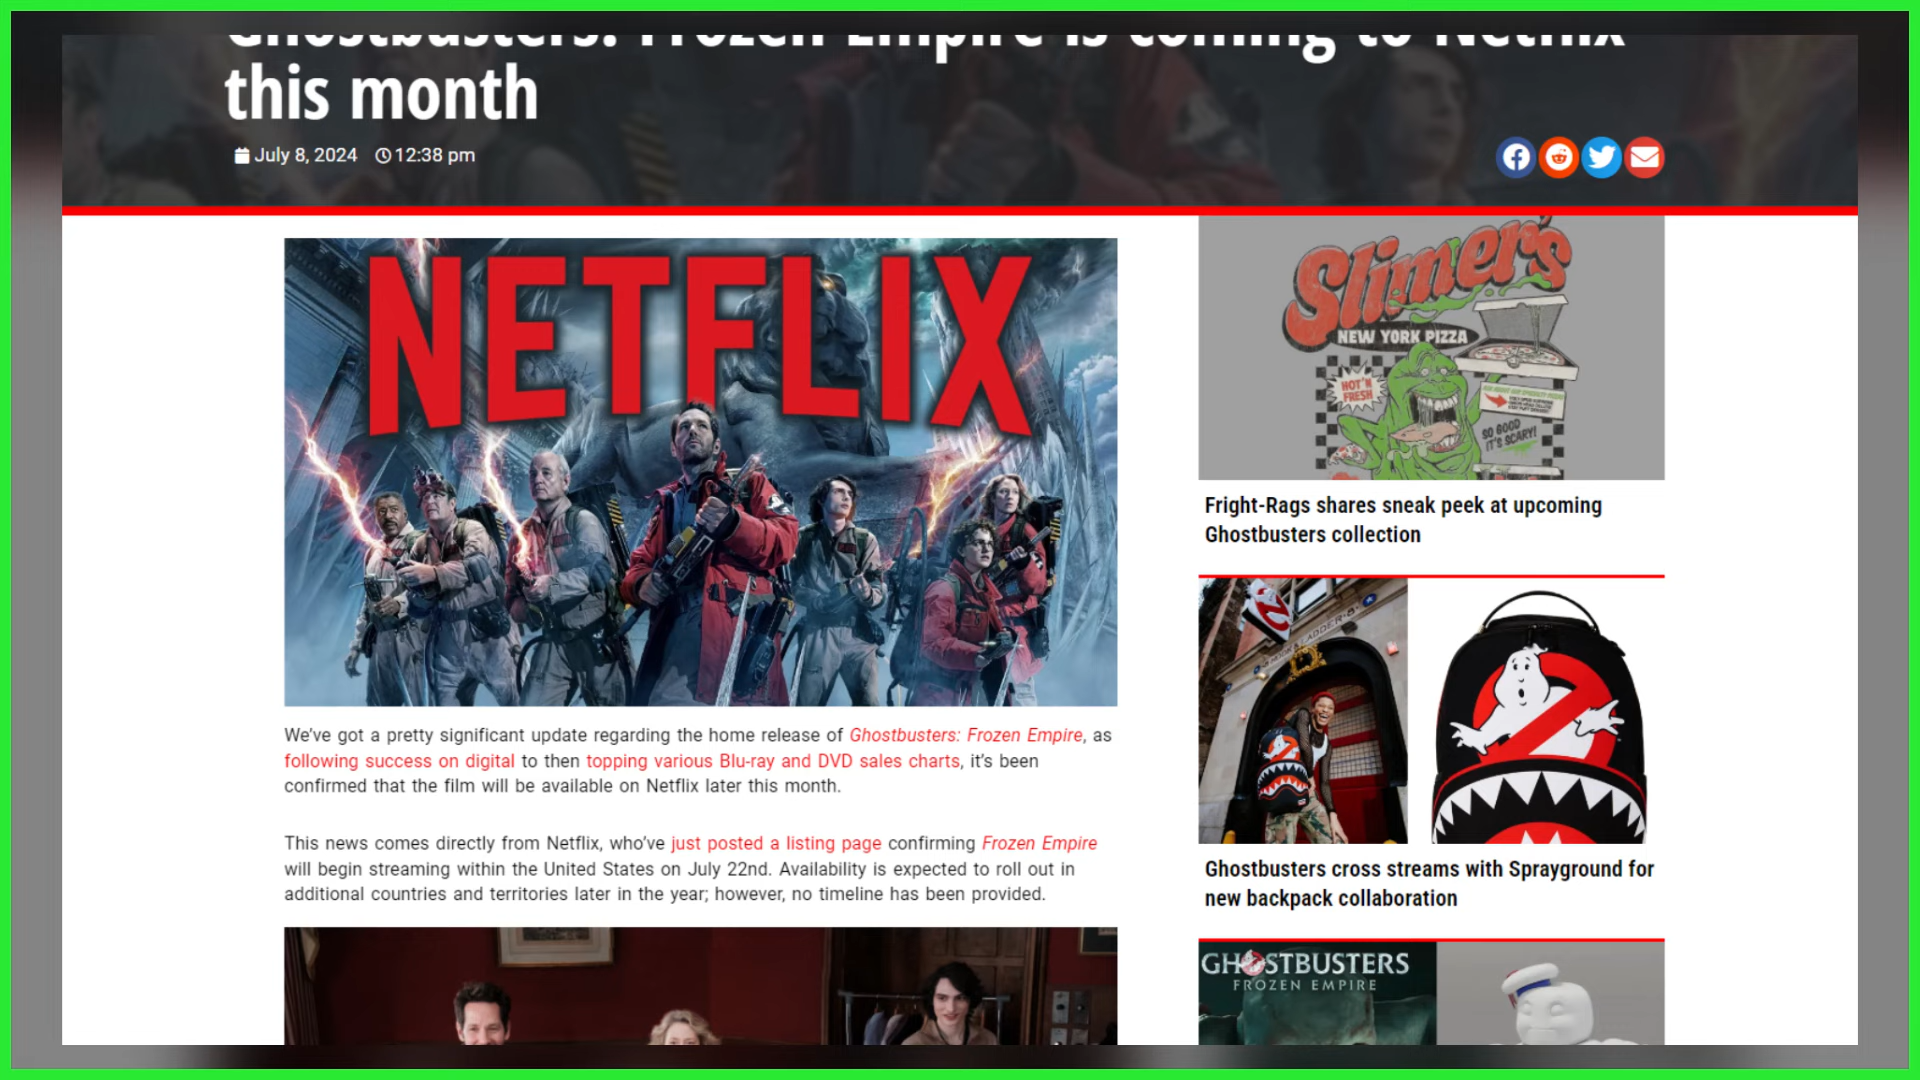 Ghostbusters: Frozen Empire is coming to Netflix
this month
July 8, 2024 12:38 pm
NETFLIX
We've got a pretty significant update regarding the home release of Ghostbusters: Frozen Empire, as
following success on digital to then topping various Blu-ray and DVD sales charts, it's been
confirmed that the film will be available on Netflix later this month.
This news comes directly from Netflix, who've just posted a listing page confirming Frozen Empire
will begin streaming within the United States on July 22nd. Availability is expected to roll out in
additional countries and territories later in the year; however, no timeline has been provided.
Slimer's
NEW YORK PIZZA
HOT'N
FRESH
SO GOOD
IT'S SCARY!
Fright-Rags shares sneak peek at upcoming
Ghostbusters collection
LADDER 8
Ghostbusters cross streams with Sprayground for
new backpack collaboration
GHOSTBUSTERS
FROZEN EMPIRE